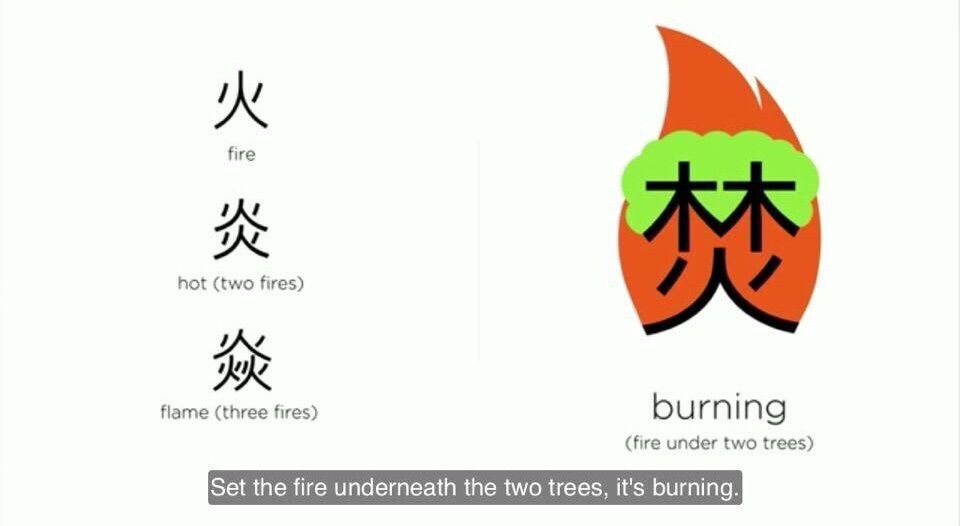 火
fire
炎
hot (two fires)
焱
flame (three fires)
焚
burning
(fire under two trees)
Set the fire underneath the two trees, it's burning.